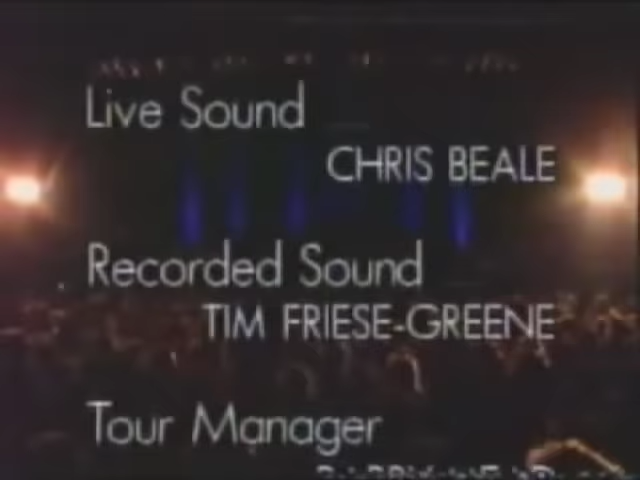 Live Sound
CHRIS BEALE
Recorded Sound
TIM FRIESE-GREENE
Tour Manager